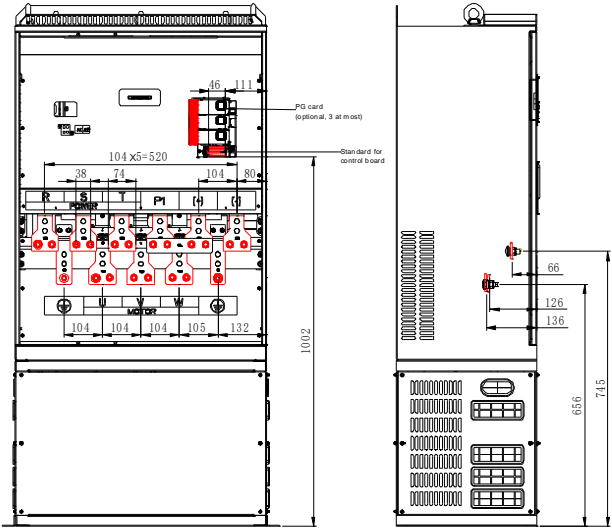 46
111
PG card
(optional, 3 at most)
Standard for
control board
104×5=520
38
74
104
80
R
S
T
P1
(+)
(-)
POWER
U
V
W
MOTOR
104
104
104
105
132
1002
66
126
136
656
745